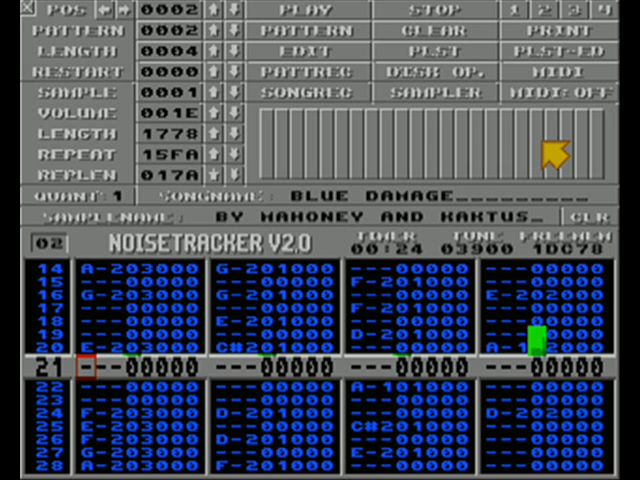 POS 0002 PLAY STOP 1 2 3 4
PATTERN 0002 PATTERN CLEAR PRINT
LENGTH 0004 EDIT PLST PLST-ED
RESTART 0000 PATTREC DISK OP. MIDI
SAMPLE 0001 SONGREC SAMPLER MIDI:OFF
VOLUME 001E
LENGTH 1778
REPEAT 15FA
REPLEN 017A
QUANT: 1 SONGNAME: BLUE DAMAGE_________
SAMPLENAME: BY MAHONEY AND KAKTUS_ CLR
02 NOISETRACKER V2.0 TIMER 00:24 TUNE 03900 FREEMEM 1DC78
14 A-203000 G-201000 ---00000 ---00000
15 ---00000 ---00000 F-201000 ---00000
16 G-203000 G-201000 ---00000 E-202000
17 ---00000 ---00000 F-201000 ---00000
18 ---00000 E-201000 ---00000 ---00000
19 ---00000 ---00000 D-201000 ---00000
20 E-203000 C#201000 ---00000 A-102000
21 ---00000 ---00000 ---00000 ---00000
22 ---00000 ---00000 A-101000 ---00000
23 ---00000 ---00000 ---00000 ---00000
24 F-203000 D-201000 ---00000 D-202000
25 E-203000 ---00000 C#201000 ---00000
26 F-203000 D-201000 ---00000 ---00000
27 G-203000 ---00000 E-201000 ---00000
28 A-203000 F-201000 ---00000 ---00000